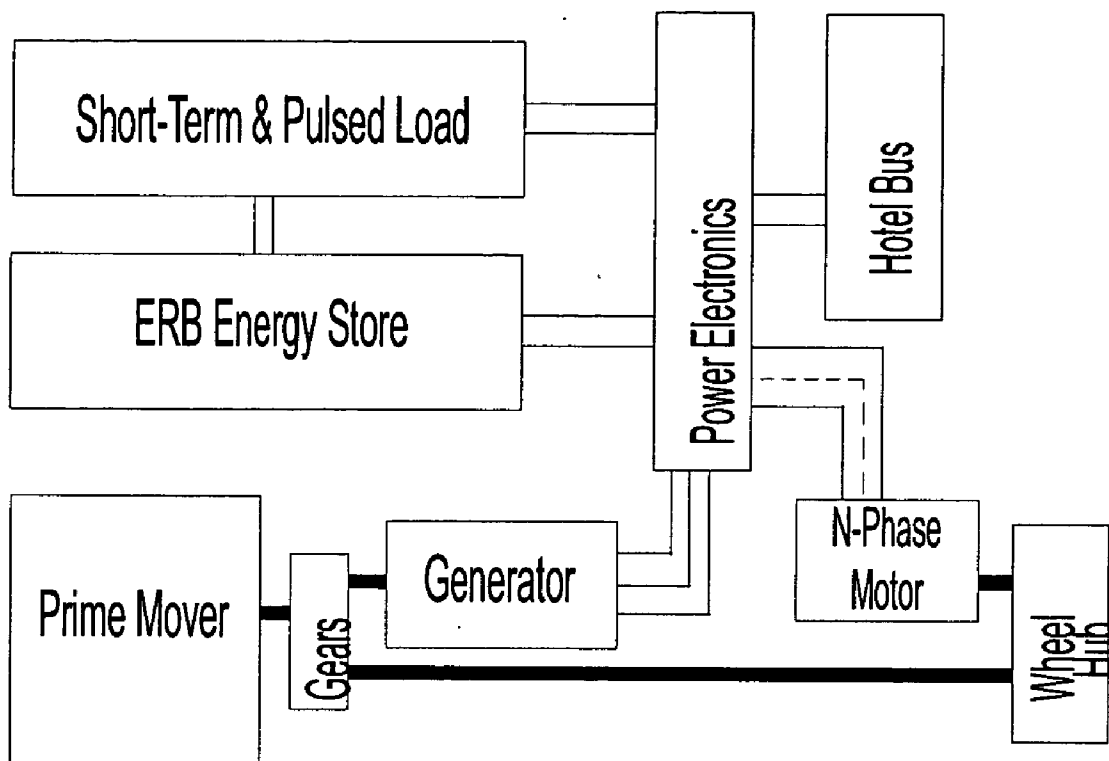 Short-Term & Pulsed Load
ERB Energy Store
Power Electronics
Hotel Bus
Prime Mover
Gears
Generator
N-Phase
Motor
Wheel
Hub